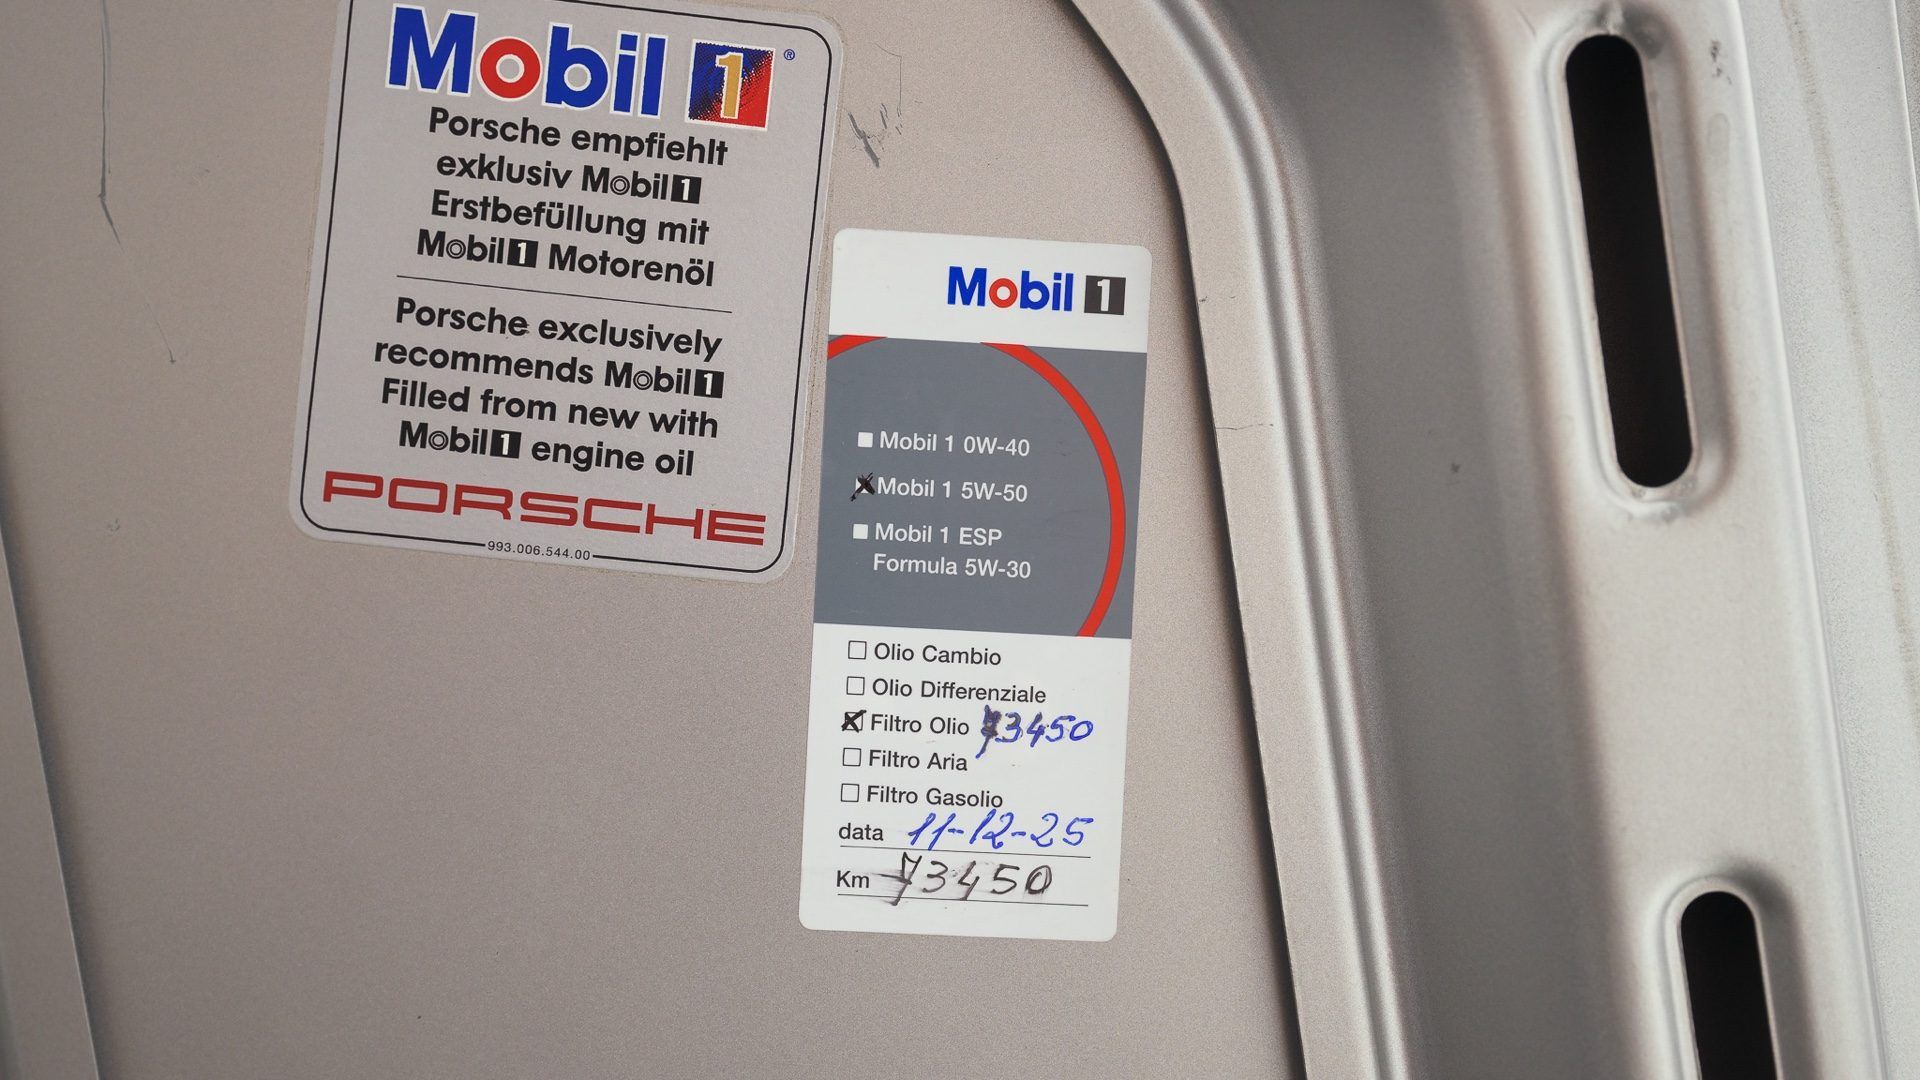 Mobil 1 ®
Porsche empfiehlt
exklusiv Mobil 1
Erstbefüllung mit
Mobil 1 Motorenöl
Porsche exclusively
recommends Mobil 1
Filled from new with
Mobil 1 engine oil
PORSCHE
993.006.544.00
Mobil 1
Mobil 1 0W-40
Mobil 1 5W-50
Mobil 1 ESP
Formula 5W-30
Olio Cambio
Olio Differenziale
Filtro Olio 73450
Filtro Aria
Filtro Gasolio
data 11-12-25
Km 73450